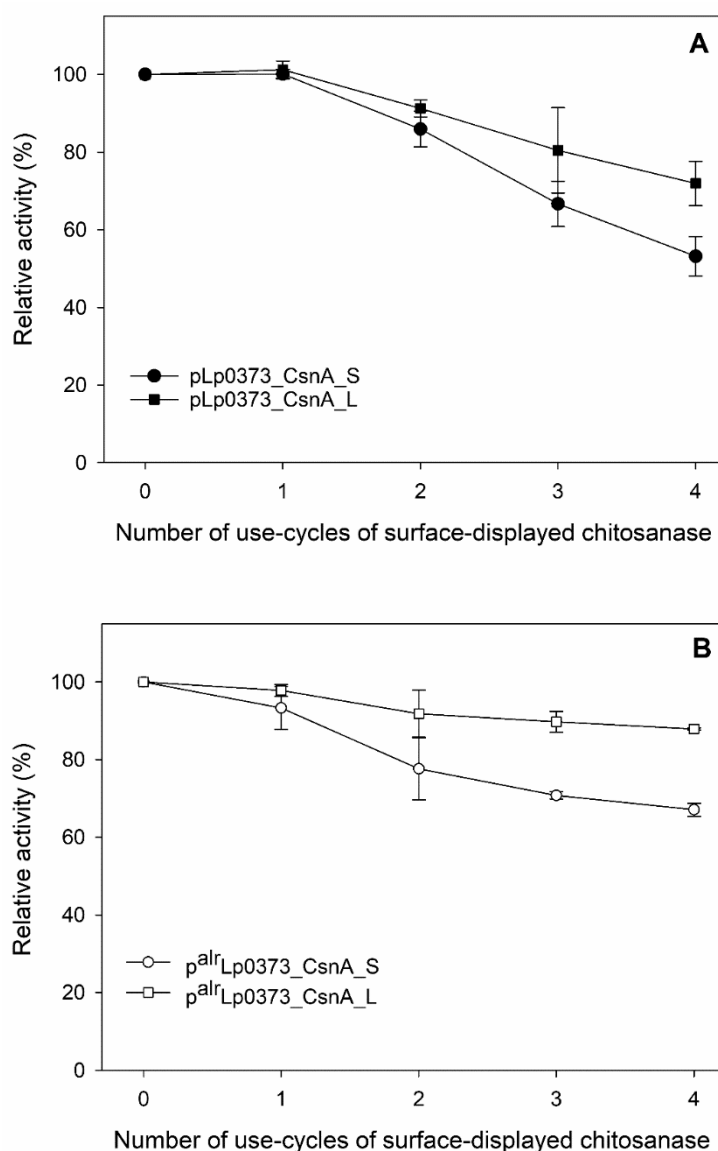 A
100
80
60
40
20
0
Relative activity (%)
pLp0373_CsnA_S
pLp0373_CsnA_L
0 1 2 3 4
Number of use-cycles of surface-displayed chitosanase
B
100
80
60
40
20
0
Relative activity (%)
p^alrLp0373_CsnA_S
p^alrLp0373_CsnA_L
0 1 2 3 4
Number of use-cycles of surface-displayed chitosanase